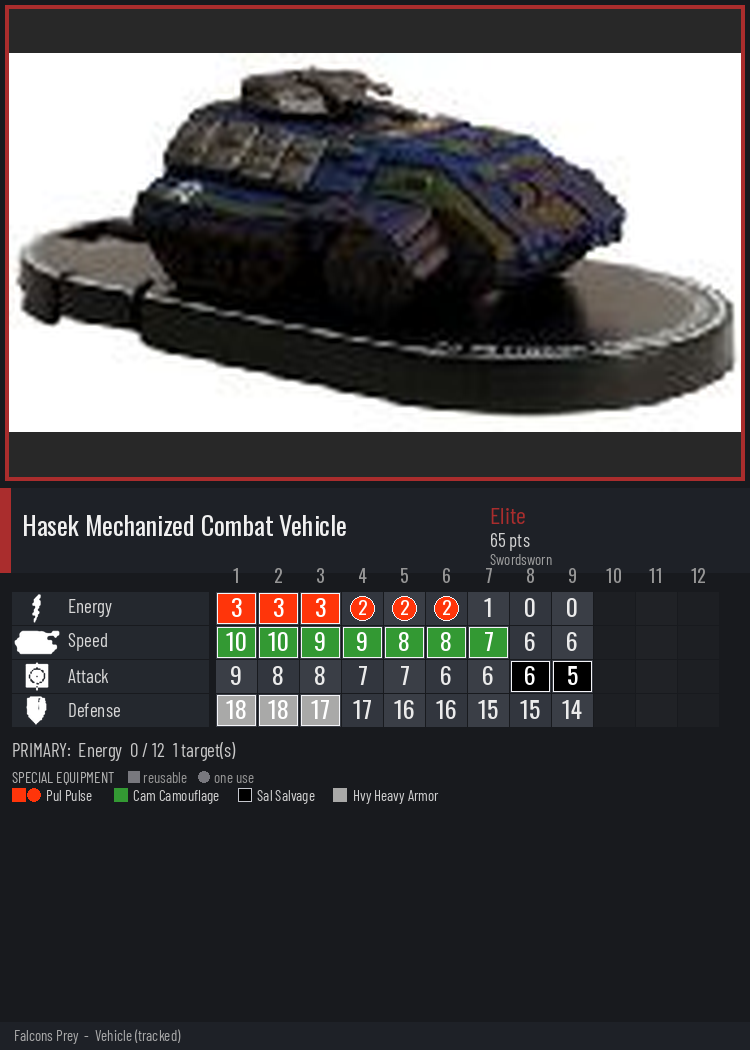 Hasek Mechanized Combat Vehicle
Elite
65 pts
Swordsworn
1 2 3 4 5 6 7 8 9 10 11 12
Energy 3 3 3 2 2 2 1 0 0
Speed 10 10 9 9 8 8 7 6 6
Attack 9 8 8 7 7 6 6 6 5
Defense 18 18 17 17 16 16 15 15 14
PRIMARY: Energy 0 / 12 1 target(s)
SPECIAL EQUIPMENT reusable one use
Pul Pulse Cam Camouflage Sal Salvage Hvy Heavy Armor
Falcons Prey - Vehicle (tracked)